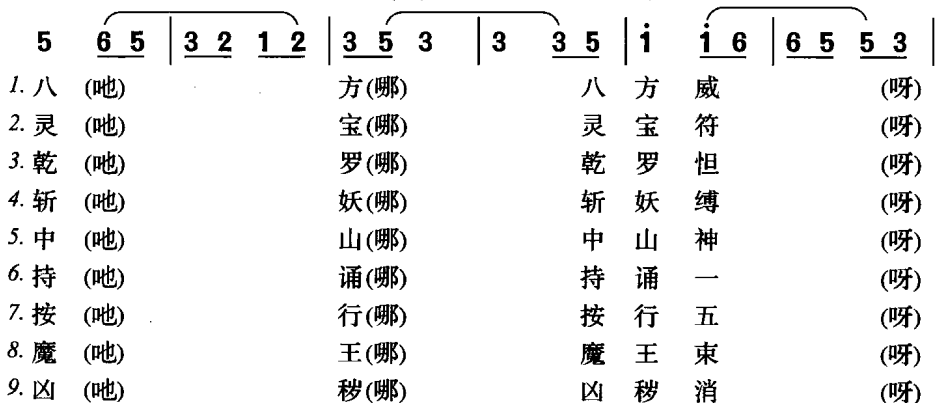 5 6 5 | 3 2 1 2 | 3 5 3 | 3 3 5 | i̇ i̇ 6 | 6 5 5 3 |
1. 八 (吔) 方(哪) 八 方 威 (呀)
2. 灵 (吔) 宝(哪) 灵 宝 符 (呀)
3. 乾 (吔) 罗(哪) 乾 罗 怛 (呀)
4. 斩 (吔) 妖(哪) 斩 妖 缚 (呀)
5. 中 (吔) 山(哪) 中 山 神 (呀)
6. 持 (吔) 诵(哪) 持 诵 一 (呀)
7. 按 (吔) 行(哪) 按 行 五 (呀)
8. 魔 (吔) 王(哪) 魔 王 束 (呀)
9. 凶 (吔) 秽(哪) 凶 秽 消 (呀)